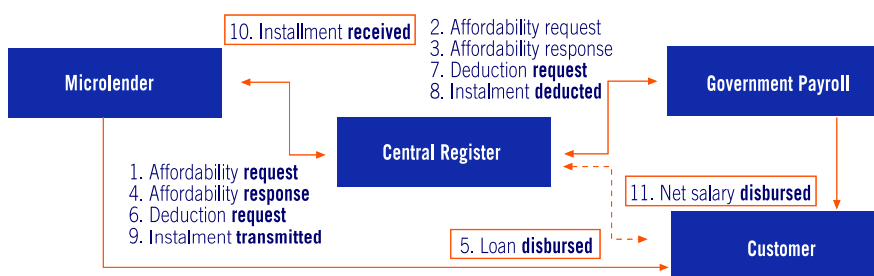 10. Installment received
2. Affordability request
3. Affordability response
7. Deduction request
8. Instalment deducted
Microlender
Government Payroll
Central Register
1. Affordability request
4. Affordability response
6. Deduction request
9. Instalment transmitted
11. Net salary disbursed
5. Loan disbursed
Customer